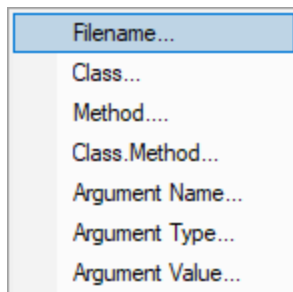 Filename...
Class...
Method....
Class.Method...
Argument Name...
Argument Type...
Argument Value...